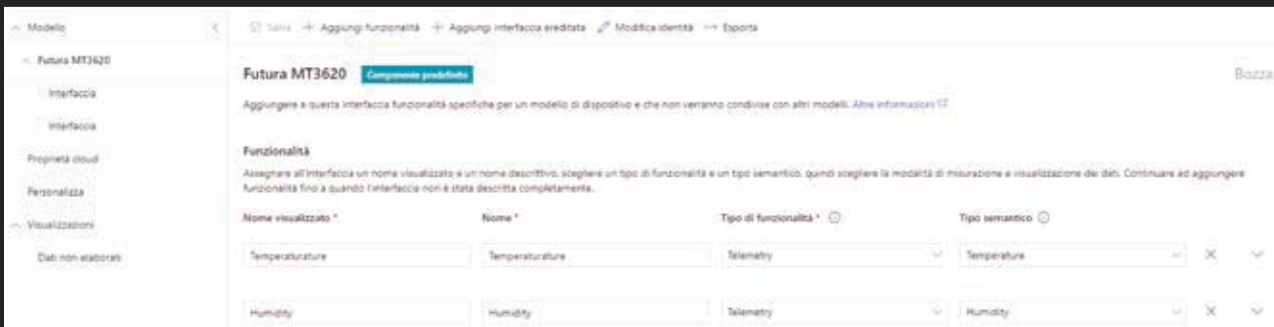 Modello
Salva + Aggiungi funzionalità + Aggiungi interfaccia ereditata Modifica identità Esporta
Futura MT3620
Futura MT3620 Componente predefinito Bozza
Interfaccia
Aggiungere a questa interfaccia funzionalità specifiche per un modello di dispositivo e che non verranno condivise con altri modelli. Altre informazioni
Interfaccia
Funzionalità
Proprietà cloud
Assegnare all'interfaccia un nome visualizzato e un nome descrittivo, scegliere un tipo di funzionalità e un tipo semantico, quindi scegliere la modalità di misurazione e visualizzazione dei dati. Continuare ad aggiungere
funzionalità fino a quando l'interfaccia non è stata descritta completamente.
Personalizza
Nome visualizzato * Nome * Tipo di funzionalità * Tipo semantico
Visualizzazioni
Dati non elaborati
Temperaturature Temperaturature Telemetry Temperature
Humidity Humidity Telemetry Humidity